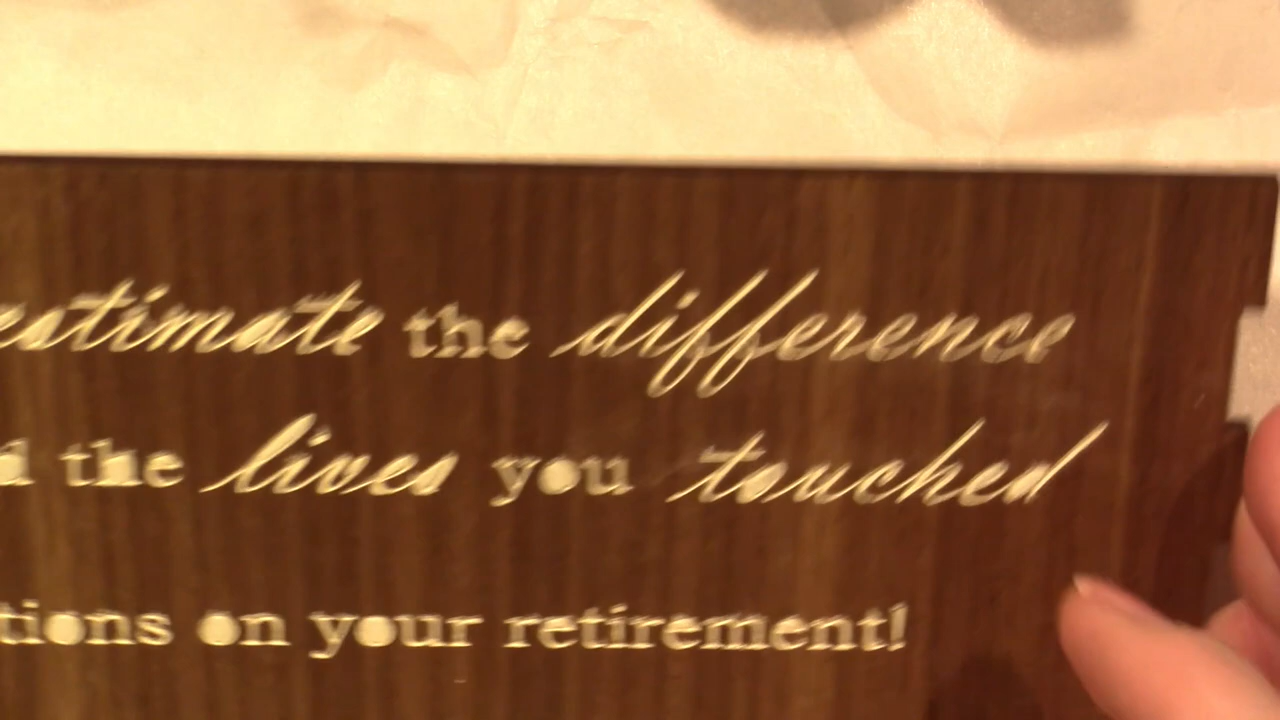 estimate the difference
d the lives you touched
tions on your retirement!